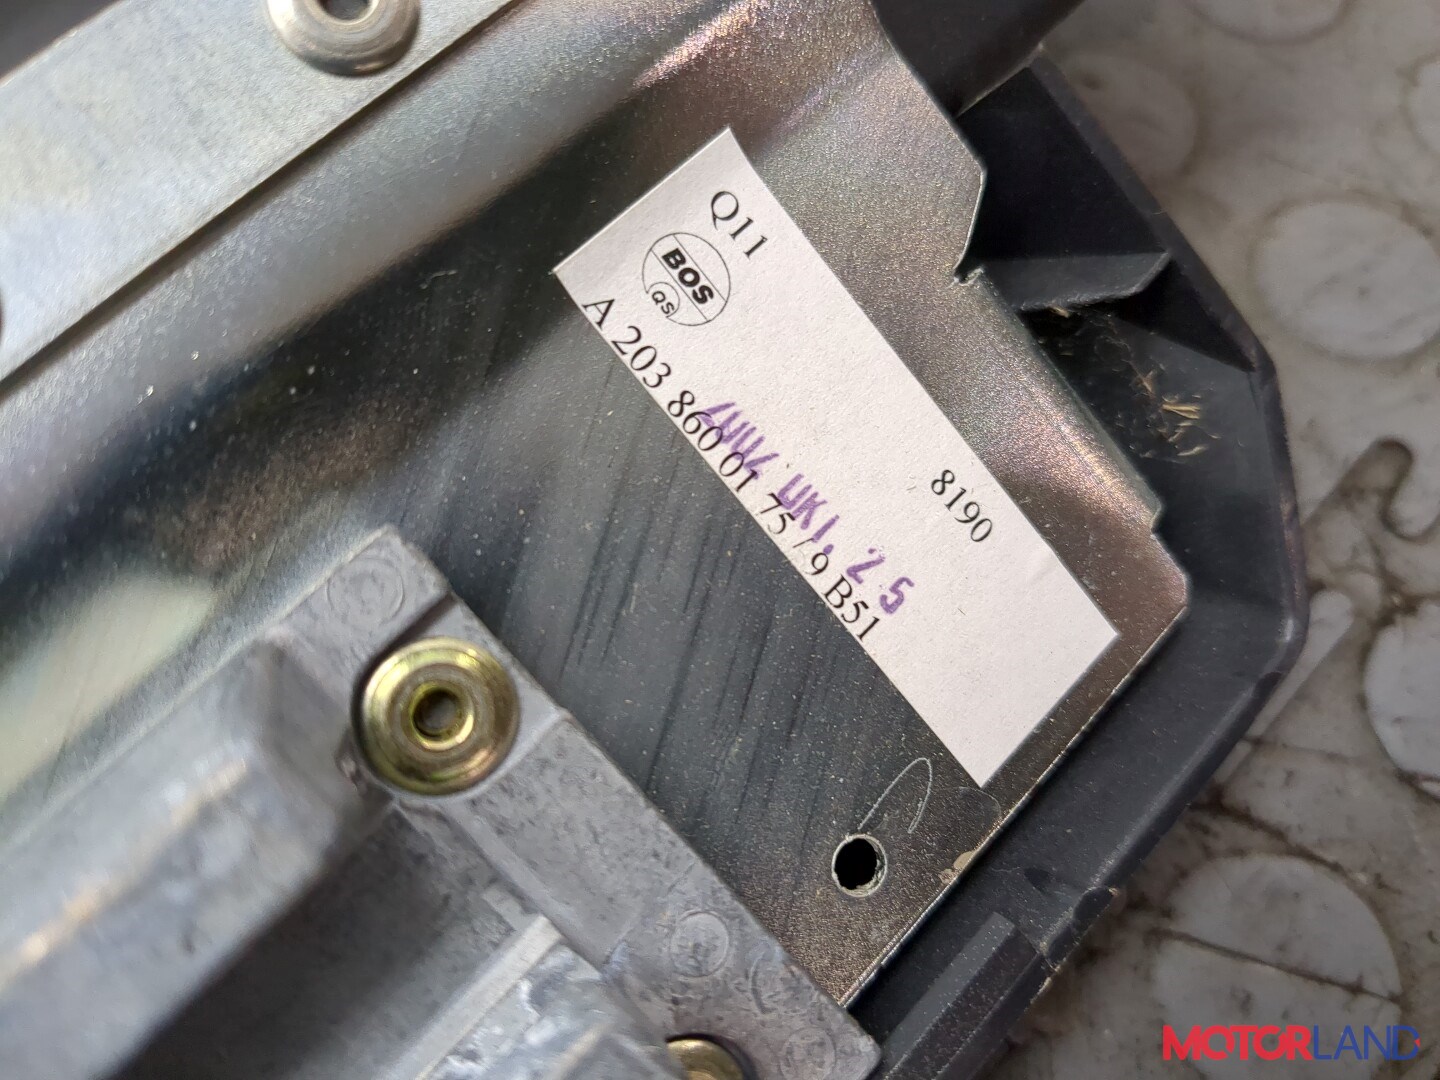 Q11
BOS
QS
8190
A 203 860 01 75 / 9 B51
UK1, 25
MOTORLAND